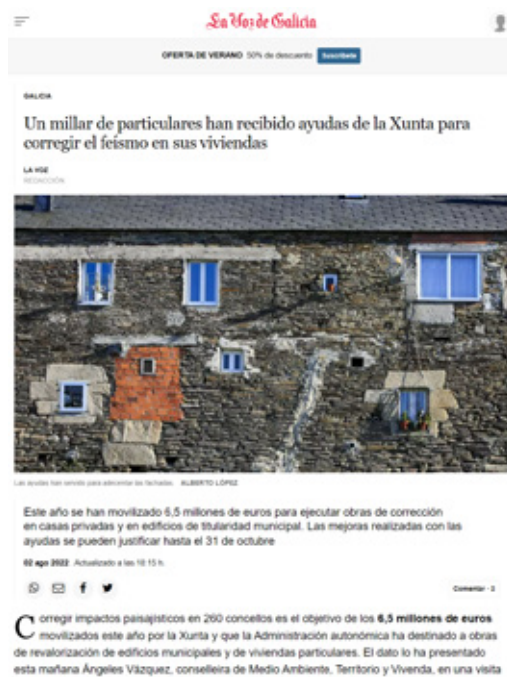 La Voz de Galicia
OFERTA DE VERANO 50% de descuento Suscríbete
GALICIA
Un millar de particulares han recibido ayudas de la Xunta para
corregir el feísmo en sus viviendas
LA VOZ
REDACCIÓN
Las ayudas han servido para adecentar las fachadas. ALBERTO LÓPEZ
Este año se han movilizado 6,5 millones de euros para ejecutar obras de corrección
en casas privadas y en edificios de titularidad municipal. Las mejoras realizadas con las
ayudas se pueden justificar hasta el 31 de octubre
02 ago 2022 Actualizado a las 18:15 h.
Comentar · 3
Corregir impactos paisajísticos en 260 concellos es el objetivo de los 6,5 millones de euros
movilizados este año por la Xunta y que la Administración autonómica ha destinado a obras
de revalorización de edificios municipales y de viviendas particulares. El dato lo ha presentado
esta mañana Ángeles Vázquez, conselleira de Medio Ambiente, Territorio y Vivenda, en una visita